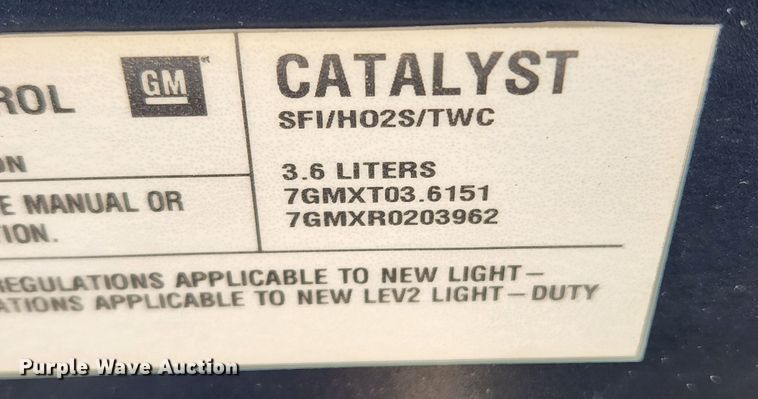 ROL
GM
ON
E MANUAL OR
TION.
CATALYST
SFI/HO2S/TWC
3.6 LITERS
7GMXT03.6151
7GMXR0203962
REGULATIONS APPLICABLE TO NEW LIGHT-
ATIONS APPLICABLE TO NEW LEV2 LIGHT-DUTY
Purple Wave Auction